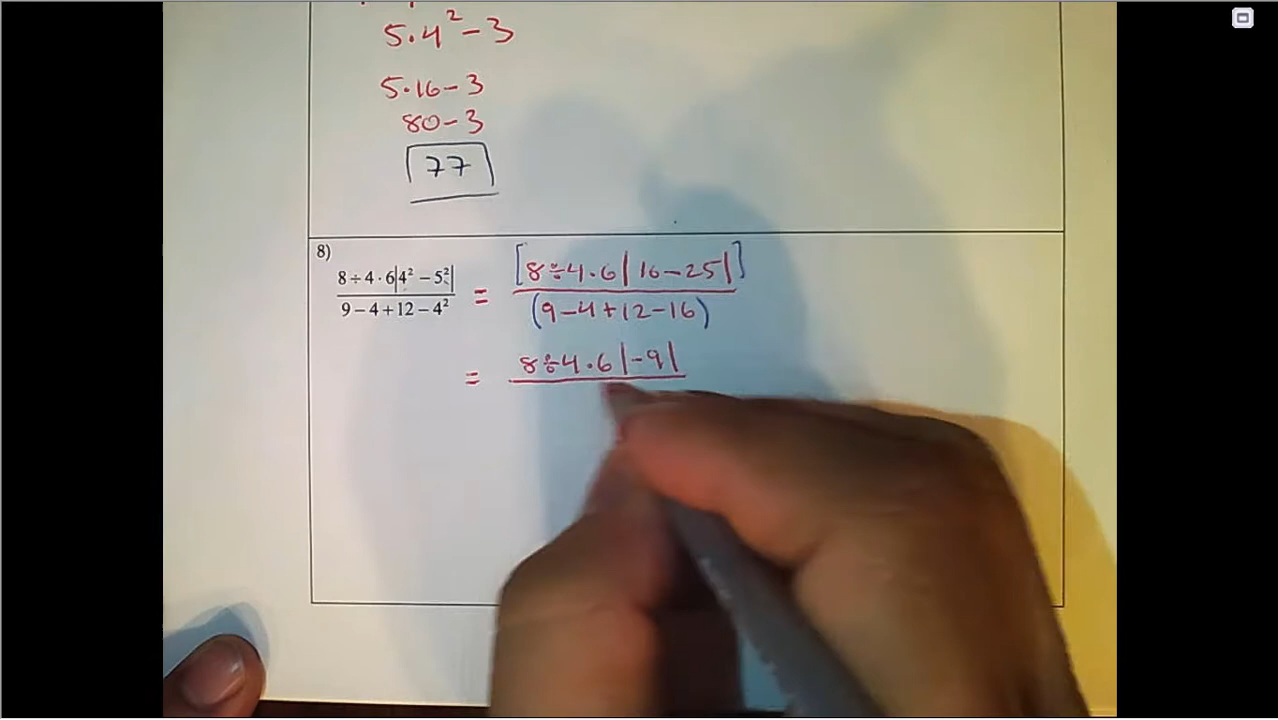 5·4² − 3
5·16 − 3
80 − 3
77
8)
8 ÷ 4 · 6|4² − 5²|
9 − 4 + 12 − 4²
= [8 ÷ 4 · 6 | 16 − 25 |]
(9 − 4 + 12 − 16)
= 8 ÷ 4 · 6 | −9 |